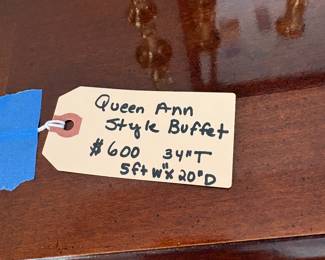 Queen Ann
Style Buffet
$600 34"T
5ft W"x 20"D